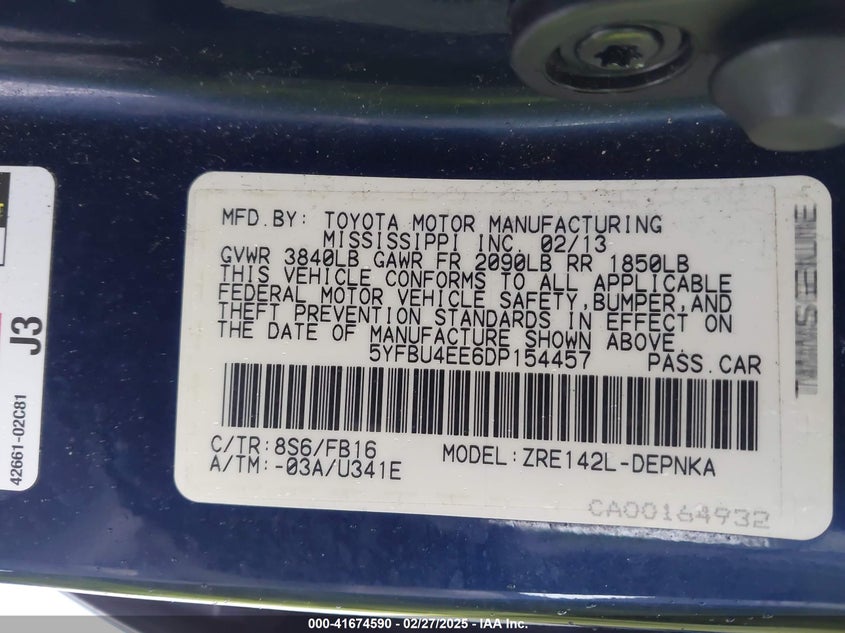 MFD.BY: TOYOTA MOTOR MANUFACTURING
MISSISSIPPI INC. 02/13
GVWR 3840LB GAWR FR 2090LB RR 1850LB
THIS VEHICLE CONFORMS TO ALL APPLICABLE
FEDERAL MOTOR VEHICLE SAFETY,BUMPER,AND
THEFT PREVENTION STANDARDS IN EFFECT ON
THE DATE OF MANUFACTURE SHOWN ABOVE.
5YFBU4EE6DP154457 PASS.CAR
C/TR:8S6/FB16 MODEL:ZRE142L-DEPNKA
A/TM:-03A/U341E
CA00164932
J3
42661-02C81
000-41674590 - 02/27/2025 - IAA Inc.